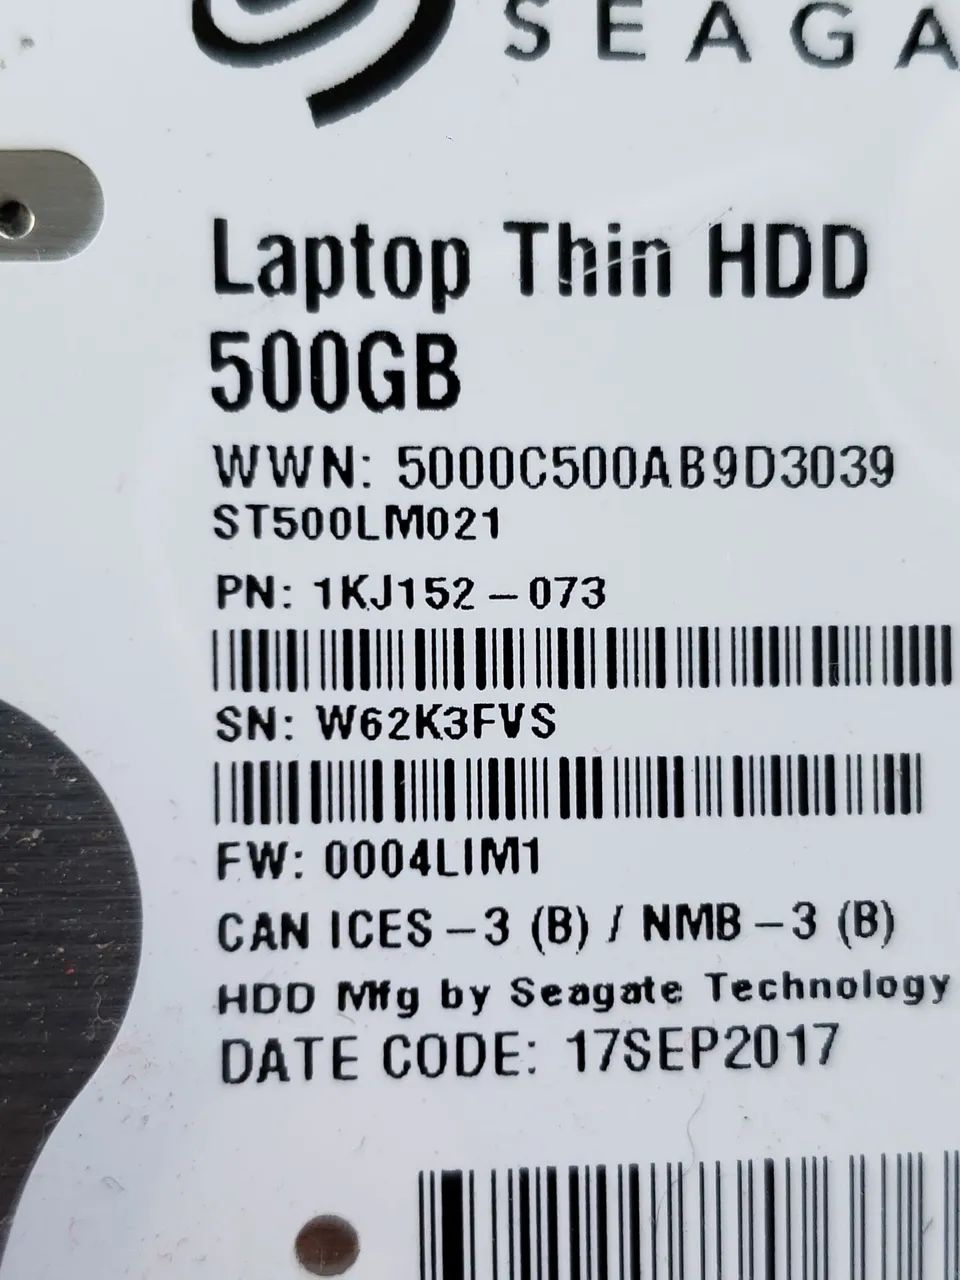 SEAGA
Laptop Thin HDD
500GB
WWN: 5000C500AB9D3039
ST500LM021
PN: 1KJ152-073
SN: W62K3FVS
FW: 0004LIM1
CAN ICES-3 (B) / NMB-3 (B)
HDD Mfg by Seagate Technology
DATE CODE: 17SEP2017